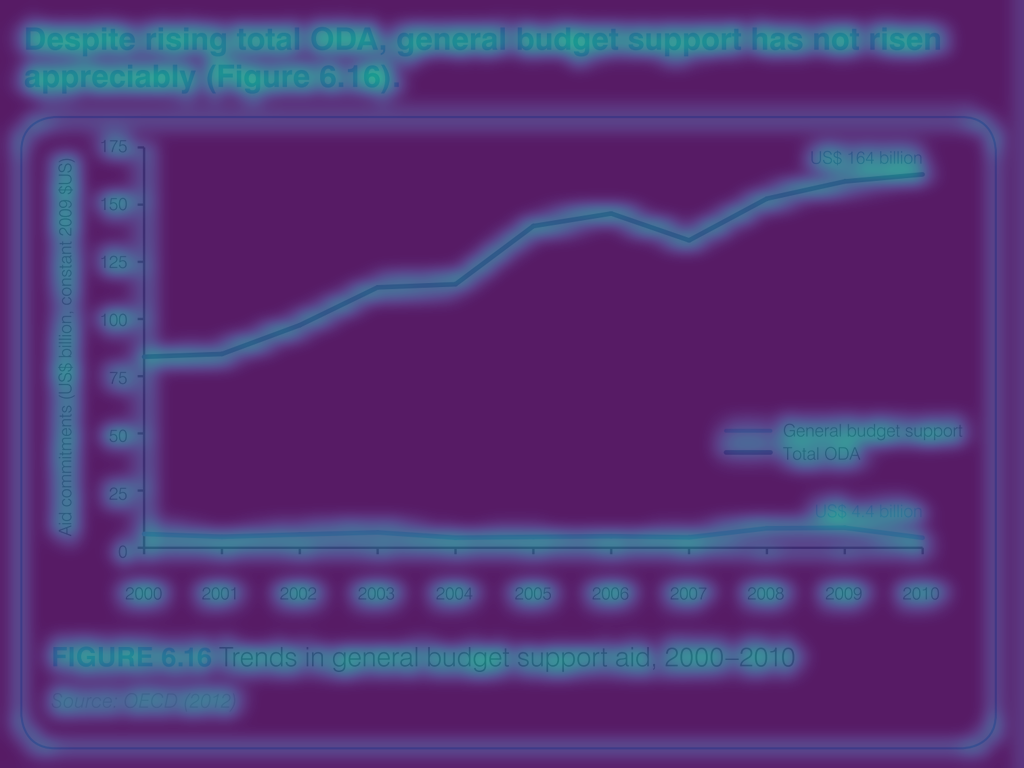 Despite rising total ODA, general budget support has not risen
appreciably (Figure 6.16).
175
150
125
100
75
50
25
0
Aid commitments (US$ billion, constant 2009 $US)
US$ 164 billion
General budget support
Total ODA
US$ 4.4 billion
2000 2001 2002 2003 2004 2005 2006 2007 2008 2009 2010
FIGURE 6.16 Trends in general budget support aid, 2000–2010
Source: OECD (2012)